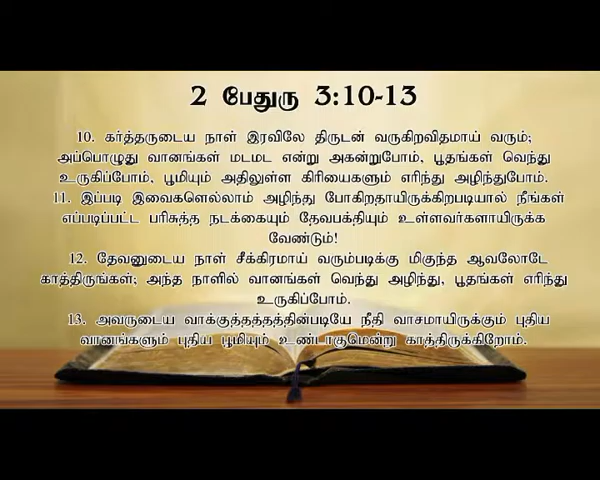 2 பேதுரு 3:10-13
10. கர்த்தருடைய நாள் இரவிலே திருடன் வருகிறவிதமாய் வரும்;
அப்பொழுது வானங்கள் மடமட என்று அகன்றுபோம், பூதங்கள் வெந்து
உருகிப்போம், பூமியும் அதிலுள்ள கிரியைகளும் எரிந்து அழிந்துபோம்.
11. இப்படி இவைகளெல்லாம் அழிந்து போகிறதாயிருக்கிறபடியால் நீங்கள்
எப்படிப்பட்ட பரிசுத்த நடக்கையும் தேவபக்தியும் உள்ளவர்களாயிருக்க
வேண்டும்!
12. தேவனுடைய நாள் சீக்கிரமாய் வரும்படிக்கு மிகுந்த ஆவலோடே
காத்திருங்கள்; அந்த நாளில் வானங்கள் வெந்து அழிந்து, பூதங்கள் எரிந்து
உருகிப்போம்.
13. அவருடைய வாக்குத்தத்தத்தின்படியே நீதி வாசமாயிருக்கும் புதிய
வானங்களும் புதிய பூமியும் உண்டாகுமென்று காத்திருக்கிறோம்.